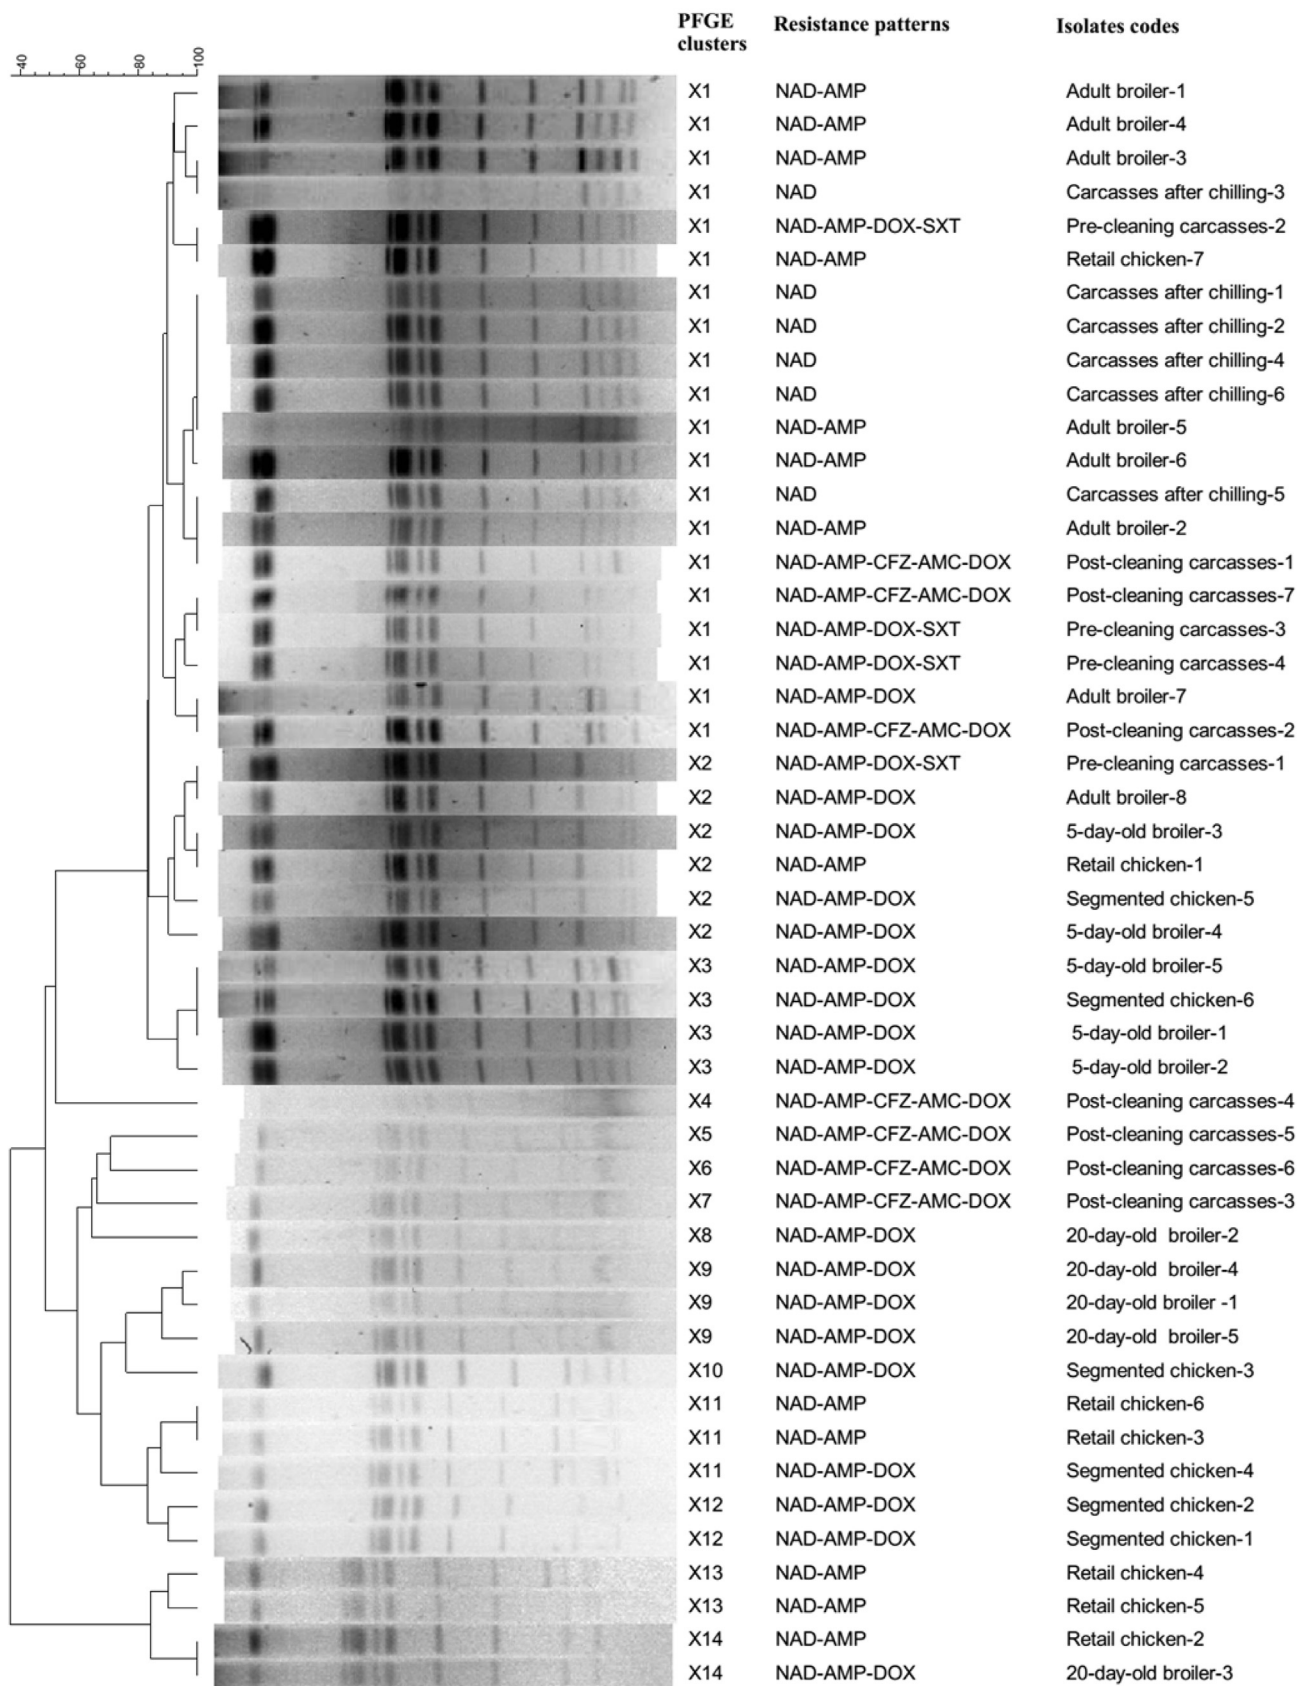 PFGE clusters Resistance patterns Isolates codes
40 60 80 100
X1 NAD-AMP Adult broiler-1
X1 NAD-AMP Adult broiler-4
X1 NAD-AMP Adult broiler-3
X1 NAD Carcasses after chilling-3
X1 NAD-AMP-DOX-SXT Pre-cleaning carcasses-2
X1 NAD-AMP Retail chicken-7
X1 NAD Carcasses after chilling-1
X1 NAD Carcasses after chilling-2
X1 NAD Carcasses after chilling-4
X1 NAD Carcasses after chilling-6
X1 NAD-AMP Adult broiler-5
X1 NAD-AMP Adult broiler-6
X1 NAD Carcasses after chilling-5
X1 NAD-AMP Adult broiler-2
X1 NAD-AMP-CFZ-AMC-DOX Post-cleaning carcasses-1
X1 NAD-AMP-CFZ-AMC-DOX Post-cleaning carcasses-7
X1 NAD-AMP-DOX-SXT Pre-cleaning carcasses-3
X1 NAD-AMP-DOX-SXT Pre-cleaning carcasses-4
X1 NAD-AMP-DOX Adult broiler-7
X1 NAD-AMP-CFZ-AMC-DOX Post-cleaning carcasses-2
X2 NAD-AMP-DOX-SXT Pre-cleaning carcasses-1
X2 NAD-AMP-DOX Adult broiler-8
X2 NAD-AMP-DOX 5-day-old broiler-3
X2 NAD-AMP Retail chicken-1
X2 NAD-AMP-DOX Segmented chicken-5
X2 NAD-AMP-DOX 5-day-old broiler-4
X3 NAD-AMP-DOX 5-day-old broiler-5
X3 NAD-AMP-DOX Segmented chicken-6
X3 NAD-AMP-DOX 5-day-old broiler-1
X3 NAD-AMP-DOX 5-day-old broiler-2
X4 NAD-AMP-CFZ-AMC-DOX Post-cleaning carcasses-4
X5 NAD-AMP-CFZ-AMC-DOX Post-cleaning carcasses-5
X6 NAD-AMP-CFZ-AMC-DOX Post-cleaning carcasses-6
X7 NAD-AMP-CFZ-AMC-DOX Post-cleaning carcasses-3
X8 NAD-AMP-DOX 20-day-old broiler-2
X9 NAD-AMP-DOX 20-day-old broiler-4
X9 NAD-AMP-DOX 20-day-old broiler -1
X9 NAD-AMP-DOX 20-day-old broiler-5
X10 NAD-AMP-DOX Segmented chicken-3
X11 NAD-AMP Retail chicken-6
X11 NAD-AMP Retail chicken-3
X11 NAD-AMP-DOX Segmented chicken-4
X12 NAD-AMP-DOX Segmented chicken-2
X12 NAD-AMP-DOX Segmented chicken-1
X13 NAD-AMP Retail chicken-4
X13 NAD-AMP Retail chicken-5
X14 NAD-AMP Retail chicken-2
X14 NAD-AMP-DOX 20-day-old broiler-3